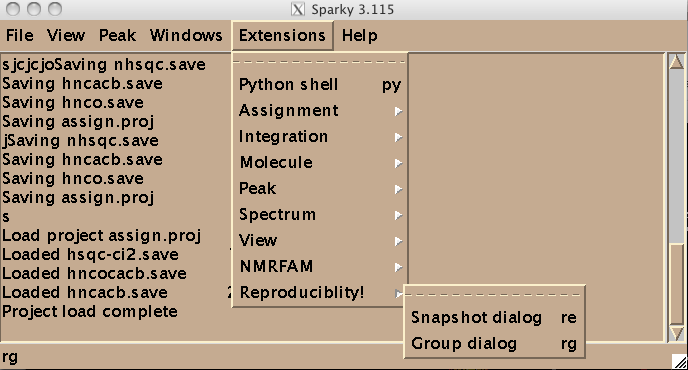 Sparky 3.115
File View Peak Windows Extensions Help
sjcjcjoSaving nhsqc.save
Saving hncacb.save
Saving hnco.save
Saving assign.proj
jSaving nhsqc.save
Saving hncacb.save
Saving hnco.save
Saving assign.proj
s
Load project assign.proj
Loaded hsqc-ci2.save
Loaded hncocacb.save
Loaded hncacb.save
Project load complete
Python shell py
Assignment
Integration
Molecule
Peak
Spectrum
View
NMRFAM
Reproduciblity!
Snapshot dialog re
Group dialog rg
rg